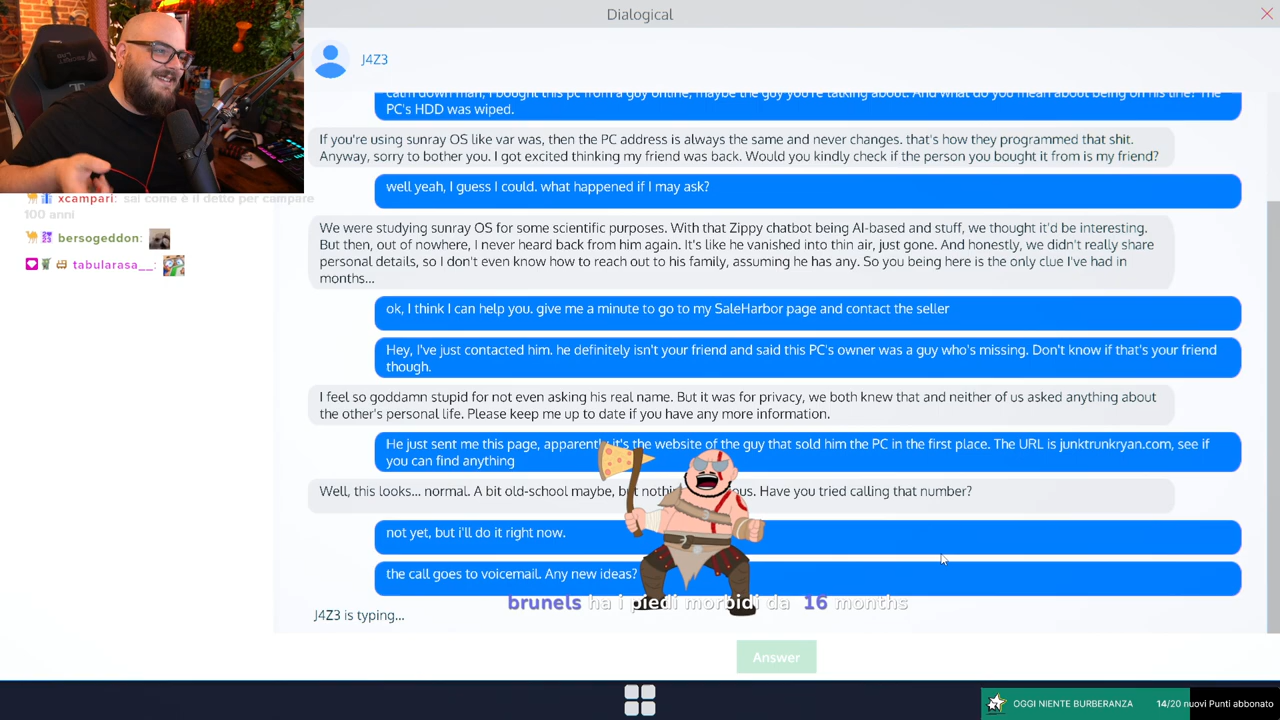 Dialogical
J4Z3
calm down man, I bought this pc from a guy online, maybe the guy you're talking about. And what do you mean about being on his line? The
PC's HDD was wiped.
If you're using sunray OS like var was, then the PC address is always the same and never changes. that's how they programmed that shit.
Anyway, sorry to bother you. I got excited thinking my friend was back. Would you kindly check if the person you bought it from is my friend?
well yeah, I guess I could. what happened if I may ask?
We were studying sunray OS for some scientific purposes. With that Zippy chatbot being AI-based and stuff, we thought it'd be interesting.
But then, out of nowhere, I never heard back from him again. It's like he vanished into thin air, just gone. And honestly, we didn't really share
personal details, so I don't even know how to reach out to his family, assuming he has any. So you being here is the only clue I've had in
months...
ok, I think I can help you. give me a minute to go to my SaleHarbor page and contact the seller
Hey, I've just contacted him. he definitely isn't your friend and said this PC's owner was a guy who's missing. Don't know if that's your friend
though.
I feel so goddamn stupid for not even asking his real name. But it was for privacy, we both knew that and neither of us asked anything about
the other's personal life. Please keep me up to date if you have any more information.
He just sent me this page, apparently it's the website of the guy that sold him the PC in the first place. The URL is junktrunkryan.com, see if
you can find anything
Well, this looks... normal. A bit old-school maybe, but Have you tried calling that number?
not yet, but i'll do it right now.
the call goes to voicemail. Any new ideas?
J4Z3 is typing...
Answer
xcampari: sai come è il detto per campare
100 anni
bersogeddon:
tabularasa__:
brunels ha i piedi morbidi da 16 months
OGGI NIENTE BURBERANZA 14/20 nuovi Punti abbonato